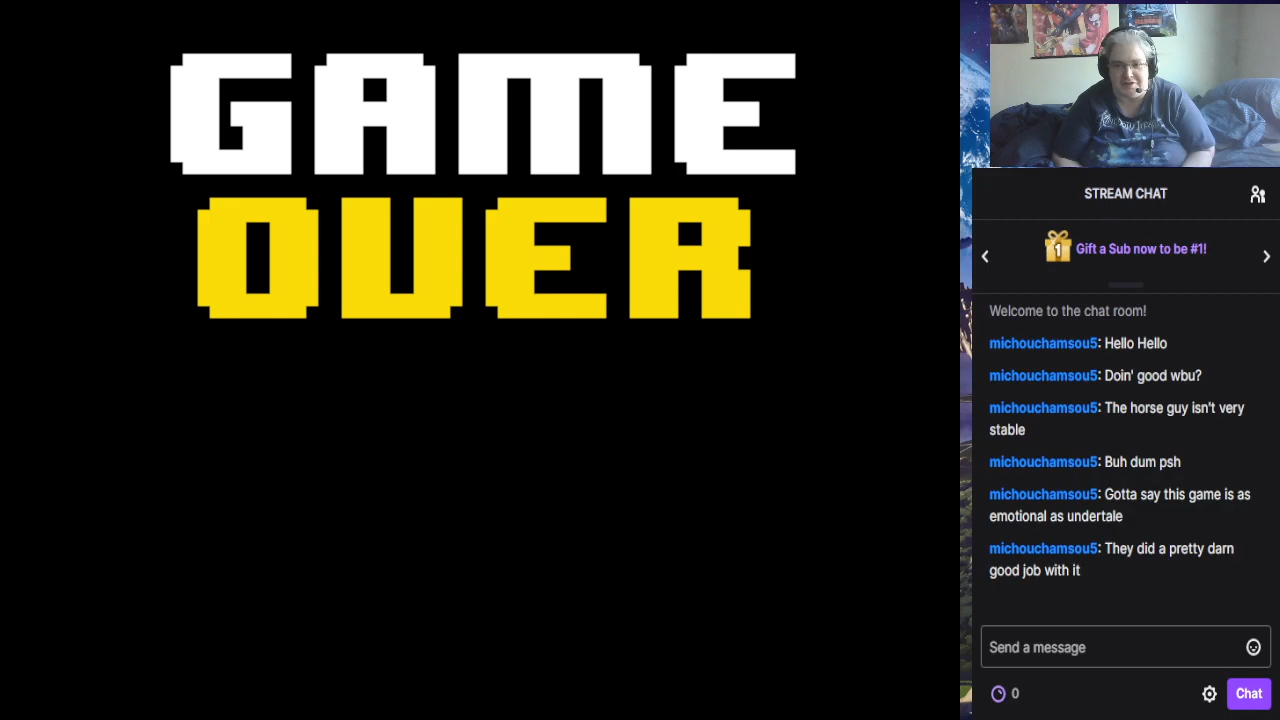 GAME
OVER
STREAM CHAT
1 Gift a Sub now to be #1!
Welcome to the chat room!
michouchamsou5: Hello Hello
michouchamsou5: Doin' good wbu?
michouchamsou5: The horse guy isn't very
stable
michouchamsou5: Buh dum psh
michouchamsou5: Gotta say this game is as
emotional as undertale
michouchamsou5: They did a pretty darn
good job with it
Send a message
0
Chat